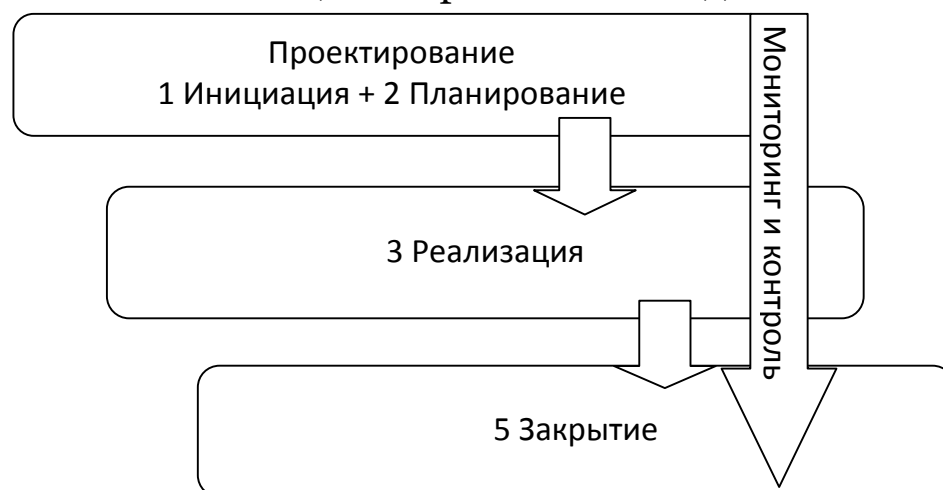 Проектирование
1 Инициация + 2 Планирование
Мониторинг и контроль
3 Реализация
5 Закрытие